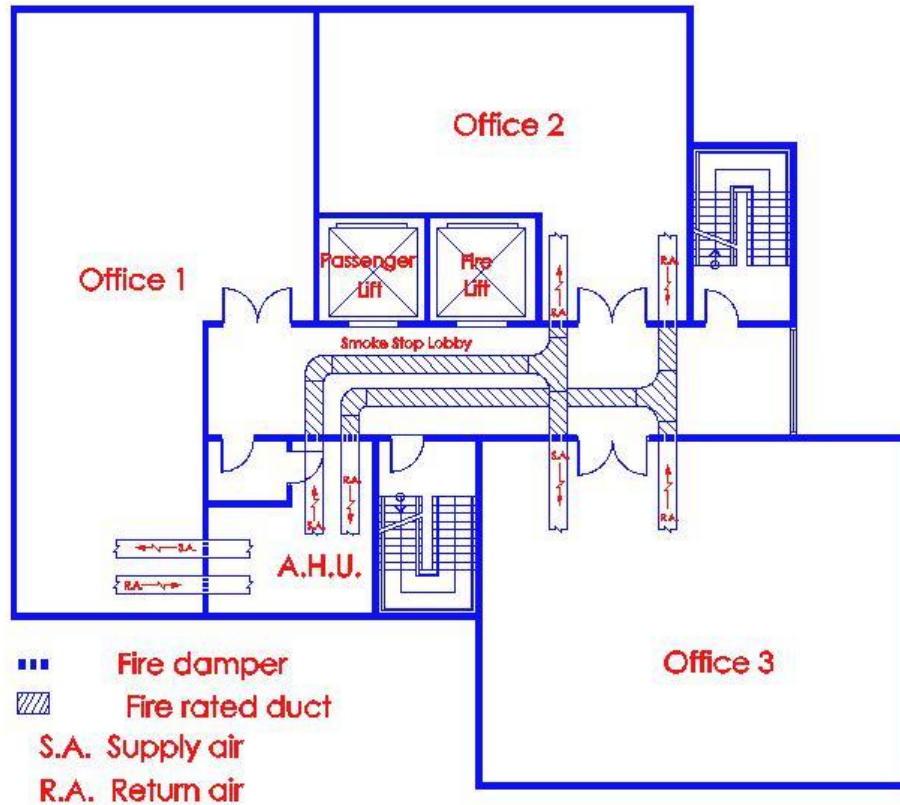 Office 2
Office 1
Passenger
Lift
Fire
Lift
S.A.
R.A.
Smoke Stop Lobby
S.A.
R.A.
S.A.
R.A.
S.A.
R.A.
A.H.U.
Office 3
Fire damper
Fire rated duct
S.A. Supply air
R.A. Return air